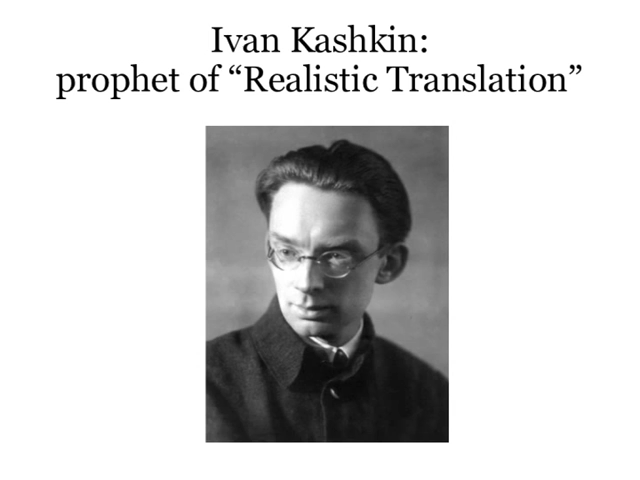 Ivan Kashkin:
prophet of “Realistic Translation”